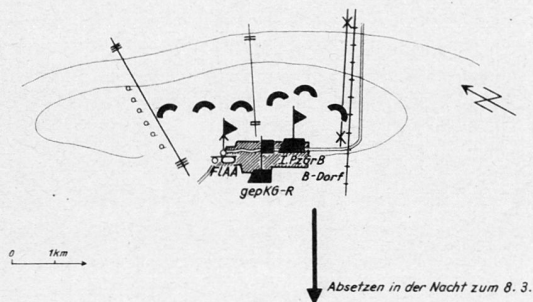 FlAA
I.PzGrB
B-Dorf
gepKG-R
0 1km
Absetzen in der Nacht zum 8. 3.